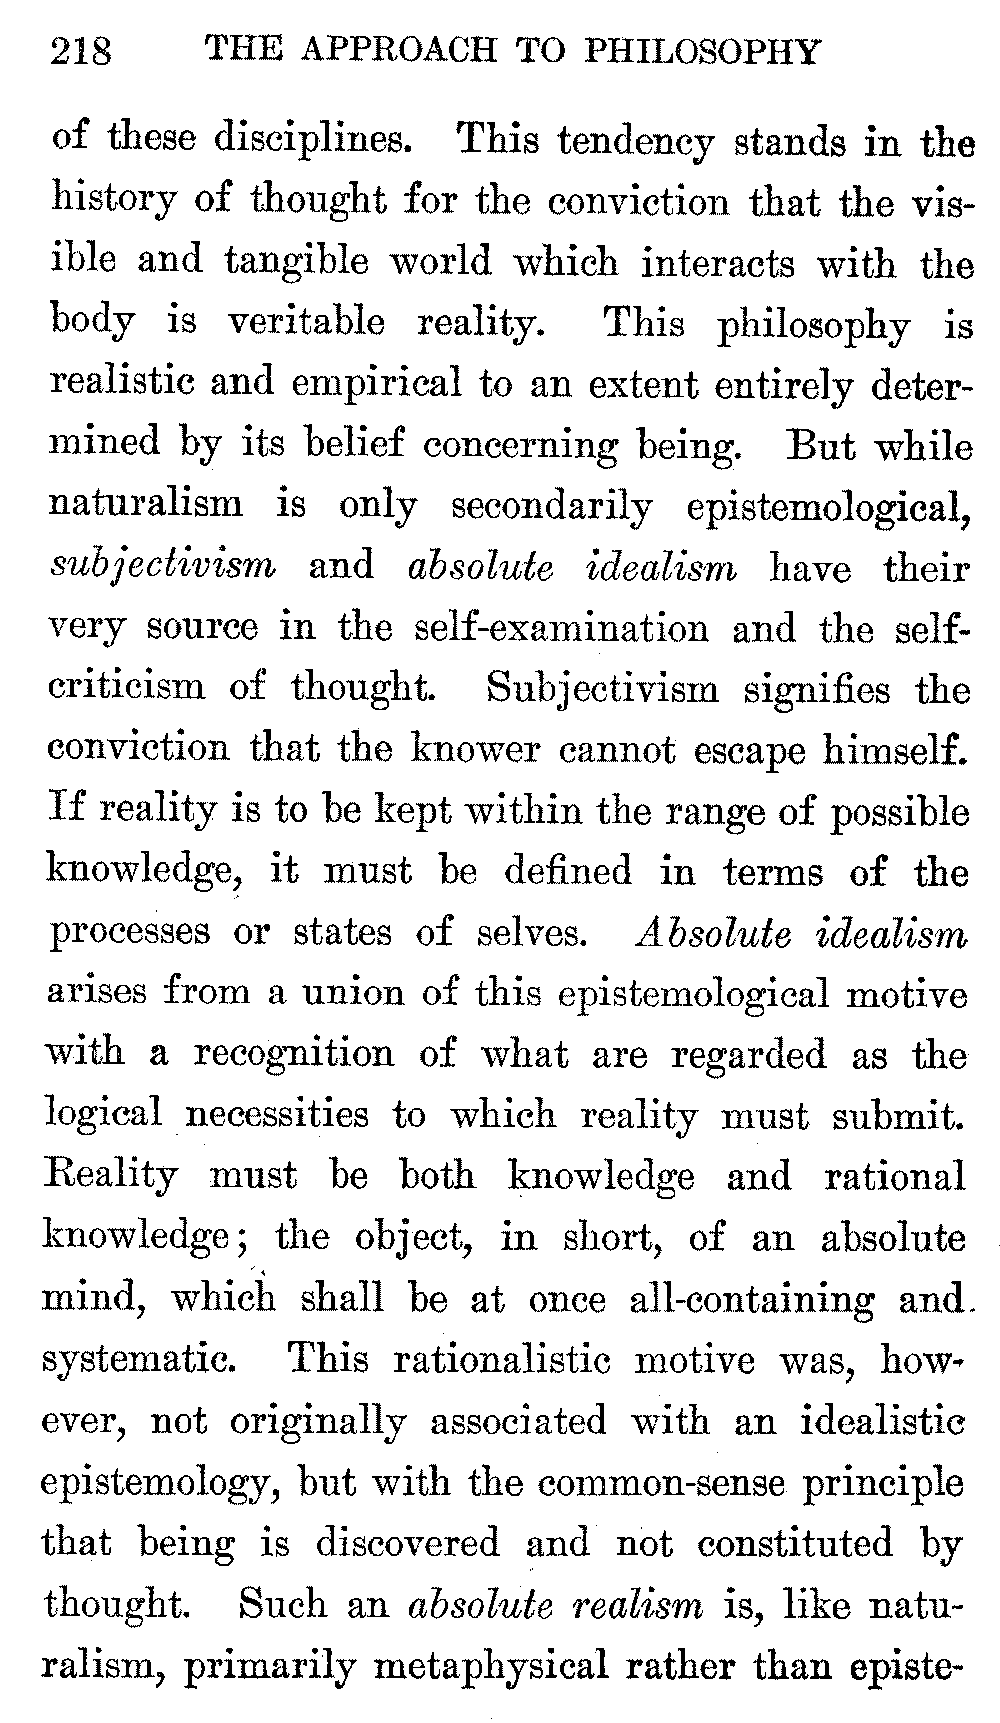 218 THE APPROACH TO PHILOSOPHY
of these disciplines. This tendency stands in the
history of thought for the conviction that the vis-
ible and tangible world which interacts with the
body is veritable reality. This philosophy is
realistic and empirical to an extent entirely deter-
mined by its belief concerning being. But while
naturalism is only secondarily epistemological,
subjectivism and absolute idealism have their
very source in the self-examination and the self-
criticism of thought. Subjectivism signifies the
conviction that the knower cannot escape himself.
If reality is to be kept within the range of possible
knowledge, it must be defined in terms of the
processes or states of selves. Absolute idealism
arises from a union of this epistemological motive
with a recognition of what are regarded as the
logical necessities to which reality must submit.
Reality must be both knowledge and rational
knowledge; the object, in short, of an absolute
mind, which shall be at once all-containing and
systematic. This rationalistic motive was, how-
ever, not originally associated with an idealistic
epistemology, but with the common-sense principle
that being is discovered and not constituted by
thought. Such an absolute realism is, like natu-
ralism, primarily metaphysical rather than episte-